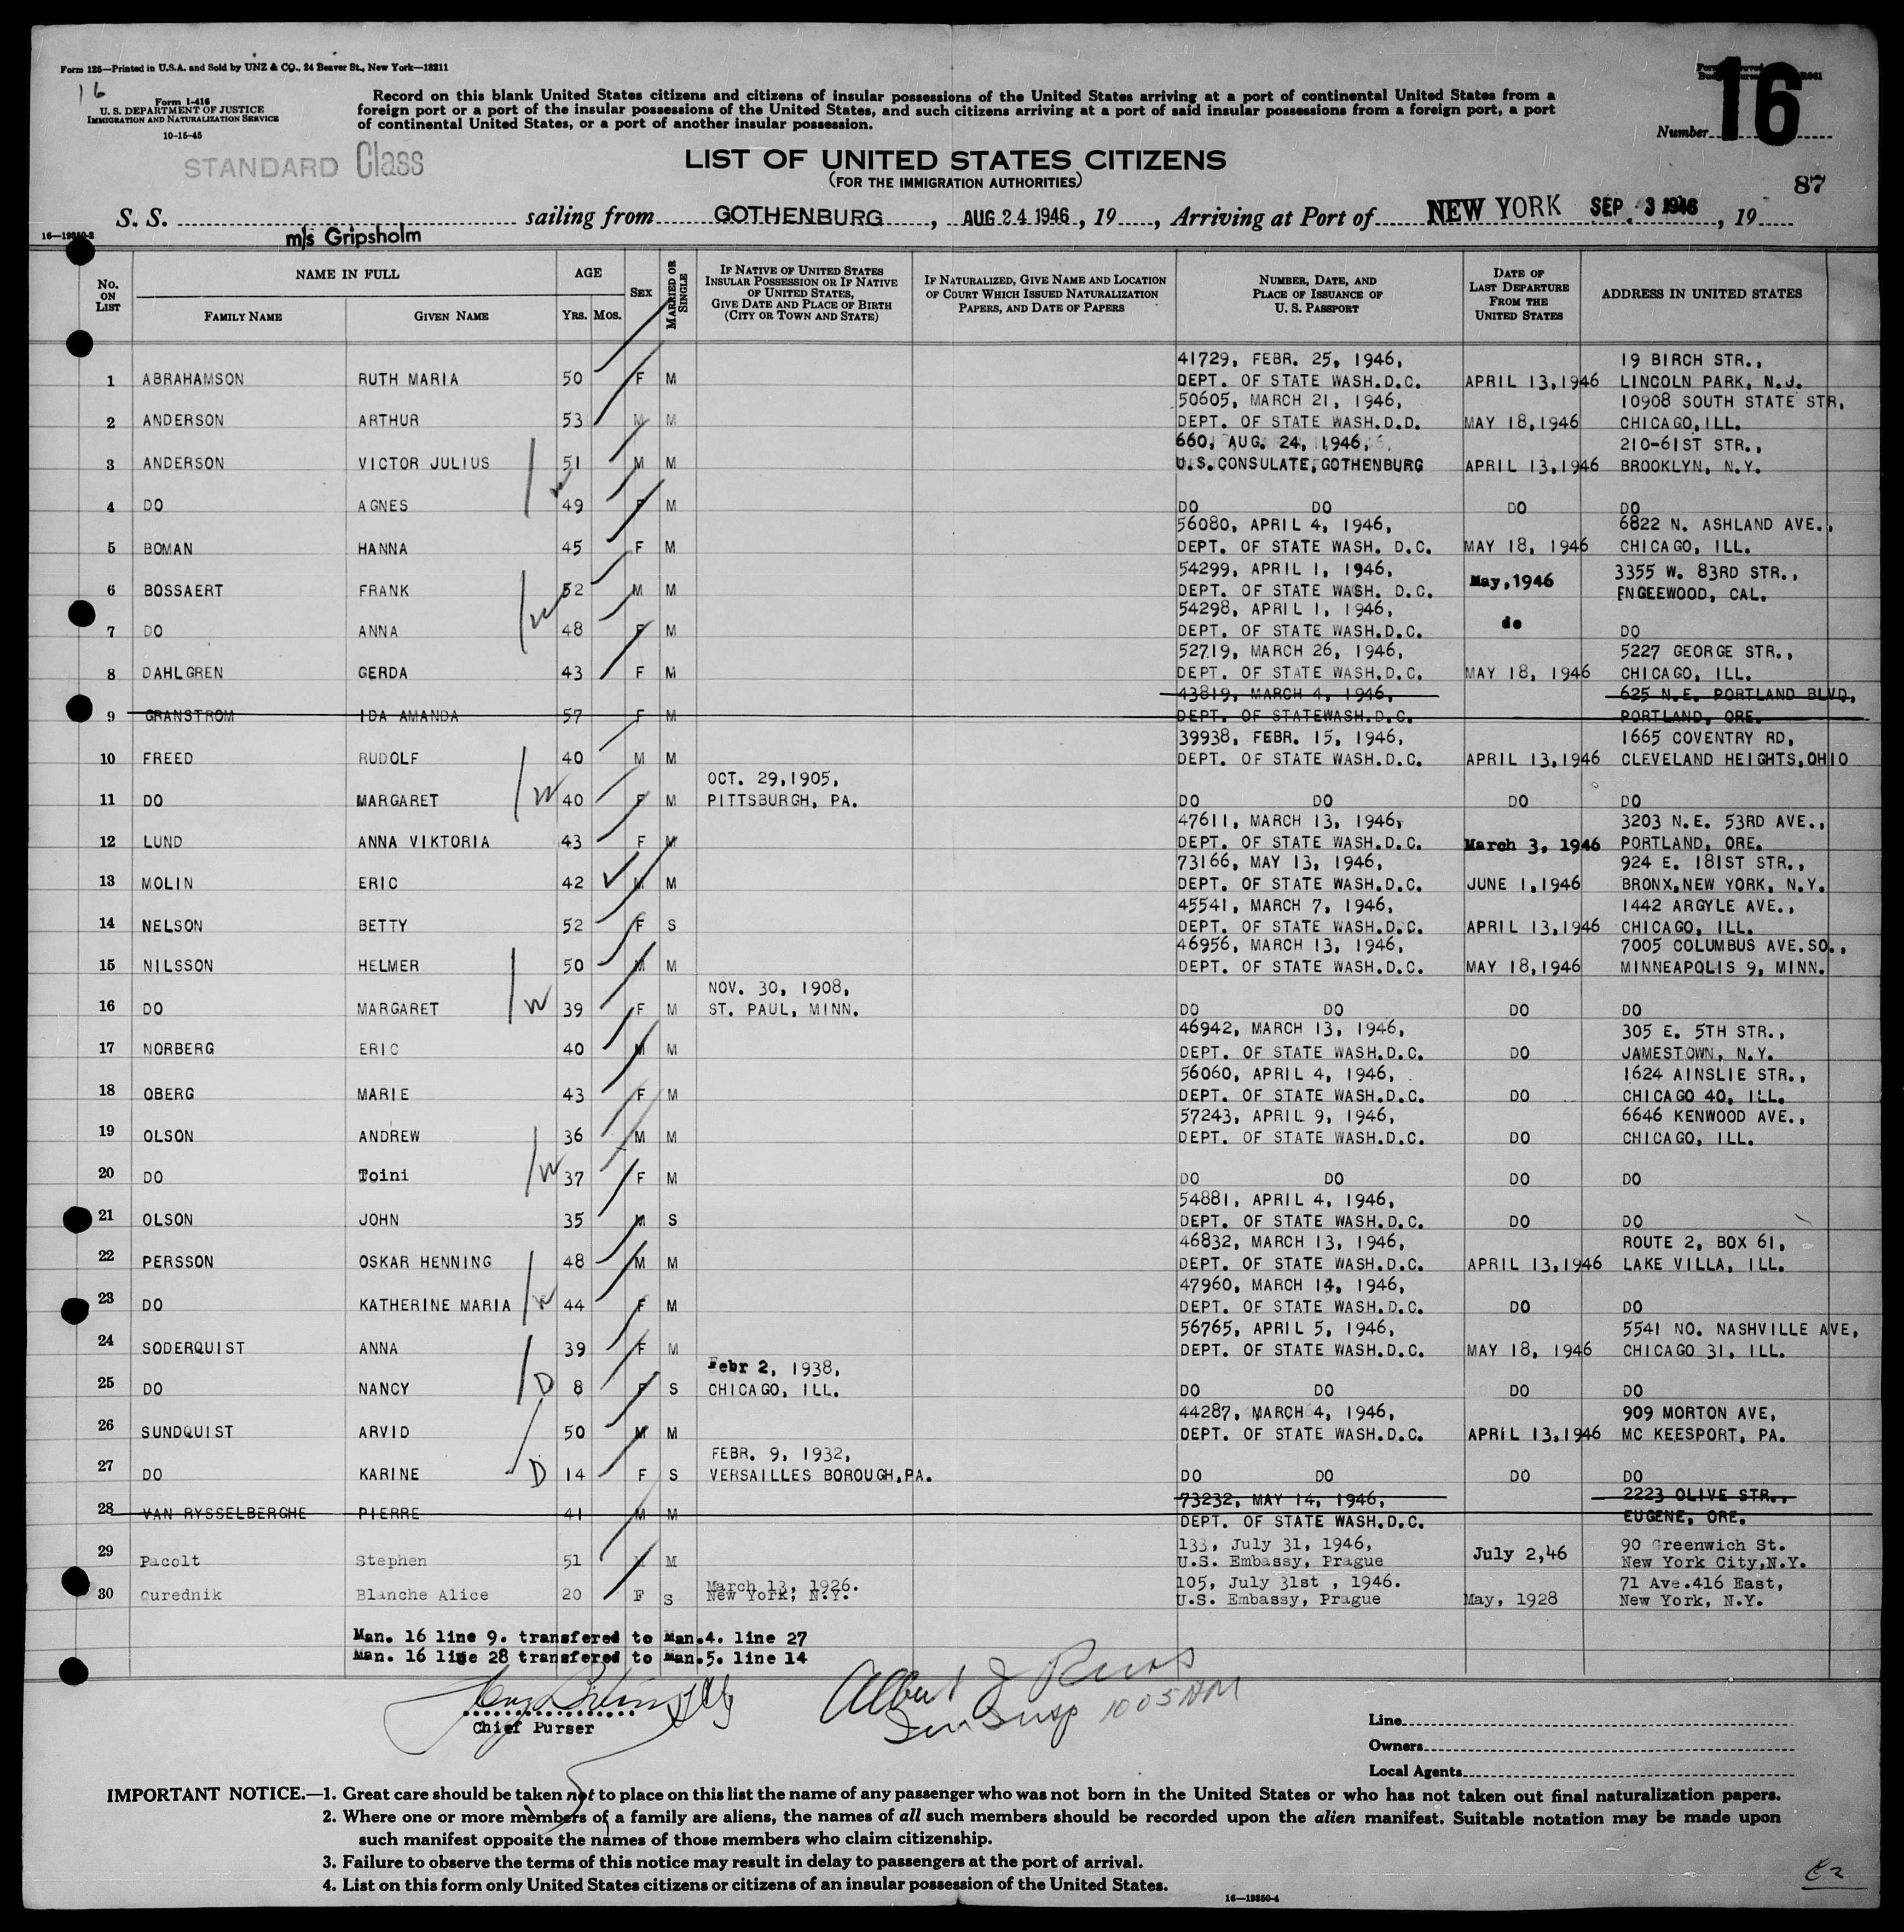 Form 125—Printed in U.S.A. and Sold by UNZ & CO., 24 Beaver St., New York—18211
16
Form I-416
U. S. DEPARTMENT OF JUSTICE
IMMIGRATION AND NATURALIZATION SERVICE
10-15-45
Record on this blank United States citizens and citizens of insular possessions of the United States arriving at a port of continental United States from a
foreign port or a port of the insular possessions of the United States, and such citizens arriving at a port of said insular possessions from a foreign port, a port
of continental United States, or a port of another insular possession.
Number 16
STANDARD Class
LIST OF UNITED STATES CITIZENS
(FOR THE IMMIGRATION AUTHORITIES)
87
S. S. m/s Gripsholm sailing from GOTHENBURG, AUG 24 1946, 19, Arriving at Port of NEW YORK SEP 3 1946, 19
16—19350-3
No. ON LIST NAME IN FULL FAMILY NAME GIVEN NAME AGE YRS. MOS. SEX MARRIED OR SINGLE IF NATIVE OF UNITED STATES INSULAR POSSESSION OR IF NATIVE OF UNITED STATES, GIVE DATE AND PLACE OF BIRTH (CITY OR TOWN AND STATE) IF NATURALIZED, GIVE NAME AND LOCATION OF COURT WHICH ISSUED NATURALIZATION PAPERS, AND DATE OF PAPERS NUMBER, DATE, AND PLACE OF ISSUANCE OF U. S. PASSPORT DATE OF LAST DEPARTURE FROM THE UNITED STATES ADDRESS IN UNITED STATES
41729, FEBR. 25, 1946, 19 BIRCH STR.,
1 ABRAHAMSON RUTH MARIA 50 F M DEPT. OF STATE WASH.D.C. APRIL 13,1946 LINCOLN PARK, N.J.
50605, MARCH 21, 1946, 10908 SOUTH STATE STR,
2 ANDERSON ARTHUR 53 M M DEPT. OF STATE WASH.D.D. MAY 18,1946 CHICAGO,ILL.
660, AUG. 24, 1946, 210-61ST STR.,
3 ANDERSON VICTOR JULIUS 51 M M U.S.CONSULATE,GOTHENBURG APRIL 13,1946 BROOKLYN, N.Y.
4 DO AGNES 49 F M DO DO DO DO
56080, APRIL 4, 1946, 6822 N. ASHLAND AVE.,
5 BOMAN HANNA 45 F M DEPT. OF STATE WASH. D.C. MAY 18, 1946 CHICAGO, ILL.
54299, APRIL 1, 1946, 3355 W. 83RD STR.,
6 BOSSAERT FRANK 52 M M DEPT. OF STATE WASH. D.C. May,1946 ENGEEWOOD, CAL.
54298, APRIL 1, 1946,
7 DO ANNA 48 F M DEPT. OF STATE WASH.D.C. do DO
52719, MARCH 26, 1946, 5227 GEORGE STR.,
8 DAHLGREN GERDA 43 F M DEPT. OF STATE WASH.D.C. MAY 18, 1946 CHICAGO, ILL.
43819, MARCH 4, 1946, 625 N.E. PORTLAND BLVD,
9 GRANSTROM IDA AMANDA 57 F M DEPT. OF STATEWASH.D.C. PORTLAND, ORE.
39938, FEBR. 15, 1946, 1665 COVENTRY RD,
10 FREED RUDOLF 40 M M DEPT. OF STATE WASH.D.C. APRIL 13,1946 CLEVELAND HEIGHTS,OHIO
OCT. 29,1905,
11 DO MARGARET 40 F M PITTSBURGH, PA. DO DO DO DO
47611, MARCH 13, 1946, 3203 N.E. 53RD AVE.,
12 LUND ANNA VIKTORIA 43 F M DEPT. OF STATE WASH.D.C. March 3, 1946 PORTLAND, ORE.
73166, MAY 13, 1946, 924 E. 181ST STR.,
13 MOLIN ERIC 42 M M DEPT. OF STATE WASH.D.C. JUNE 1,1946 BRONX,NEW YORK, N.Y.
45541, MARCH 7, 1946, 1442 ARGYLE AVE.,
14 NELSON BETTY 52 F S DEPT. OF STATE WASH.D.C. APRIL 13,1946 CHICAGO, ILL.
46956, MARCH 13, 1946, 7005 COLUMBUS AVE.SO.,
15 NILSSON HELMER 50 M M DEPT. OF STATE WASH.D.C. MAY 18,1946 MINNEAPOLIS 9, MINN.
NOV. 30, 1908,
16 DO MARGARET 39 F M ST. PAUL, MINN. DO DO DO DO
46942, MARCH 13, 1946, 305 E. 5TH STR.,
17 NORBERG ERIC 40 M M DEPT. OF STATE WASH.D.C. DO JAMESTOWN, N.Y.
56060, APRIL 4, 1946, 1624 AINSLIE STR.,
18 OBERG MARIE 43 F M DEPT. OF STATE WASH.D.C. DO CHICAGO 40, ILL.
57243, APRIL 9, 1946, 6646 KENWOOD AVE.,
19 OLSON ANDREW 36 M M DEPT. OF STATE WASH.D.C. DO CHICAGO, ILL.
20 DO Toini 37 F M DO DO DO DO
54881, APRIL 4, 1946,
21 OLSON JOHN 35 M S DEPT. OF STATE WASH.D.C. DO DO
46832, MARCH 13, 1946, ROUTE 2, BOX 61,
22 PERSSON OSKAR HENNING 48 M M DEPT. OF STATE WASH.D.C. APRIL 13,1946 LAKE VILLA, ILL.
47960, MARCH 14, 1946,
23 DO KATHERINE MARIA 44 F M DEPT. OF STATE WASH.D.C. DO DO
56765, APRIL 5, 1946, 5541 NO. NASHVILLE AVE,
24 SODERQUIST ANNA 39 F M DEPT. OF STATE WASH.D.C. MAY 18, 1946 CHICAGO 31, ILL.
Febr 2, 1938,
25 DO NANCY D 8 F S CHICAGO, ILL. DO DO DO DO
44287, MARCH 4, 1946, 909 MORTON AVE,
26 SUNDQUIST ARVID 50 M M DEPT. OF STATE WASH.D.C. APRIL 13,1946 MC KEESPORT, PA.
FEBR. 9, 1932,
27 DO KARINE D 14 F S VERSAILLES BOROUGH,PA. DO DO DO DO
73232, MAY 14, 1946, 2223 OLIVE STR.,
28 VAN RYSSELBERGHE PIERRE 41 M M DEPT. OF STATE WASH.D.C. EUGENE, ORE.
133, July 31, 1946, 90 Greenwich St.
29 Pacolt Stephen 51 M M U.S. Embassy, Prague July 2,46 New York City,N.Y.
March 13, 1926. 105, July 31st , 1946. 71 Ave.416 East,
30 Ourednik Blanche Alice 20 F S New York, N.Y. U.S. Embassy, Prague May, 1928 New York, N.Y.
Man. 16 line 9. transfered to Man.4. line 27
Man. 16 line 28 transfered to Man.5. line 14
Albert J
10 05 AM
Chief Purser
Line
Owners
Local Agents
IMPORTANT NOTICE.—1. Great care should be taken not to place on this list the name of any passenger who was not born in the United States or who has not taken out final naturalization papers.
2. Where one or more members of a family are aliens, the names of all such members should be recorded upon the alien manifest. Suitable notation may be made upon
such manifest opposite the names of those members who claim citizenship.
3. Failure to observe the terms of this notice may result in delay to passengers at the port of arrival.
4. List on this form only United States citizens or citizens of an insular possession of the United States.
16—19350-4